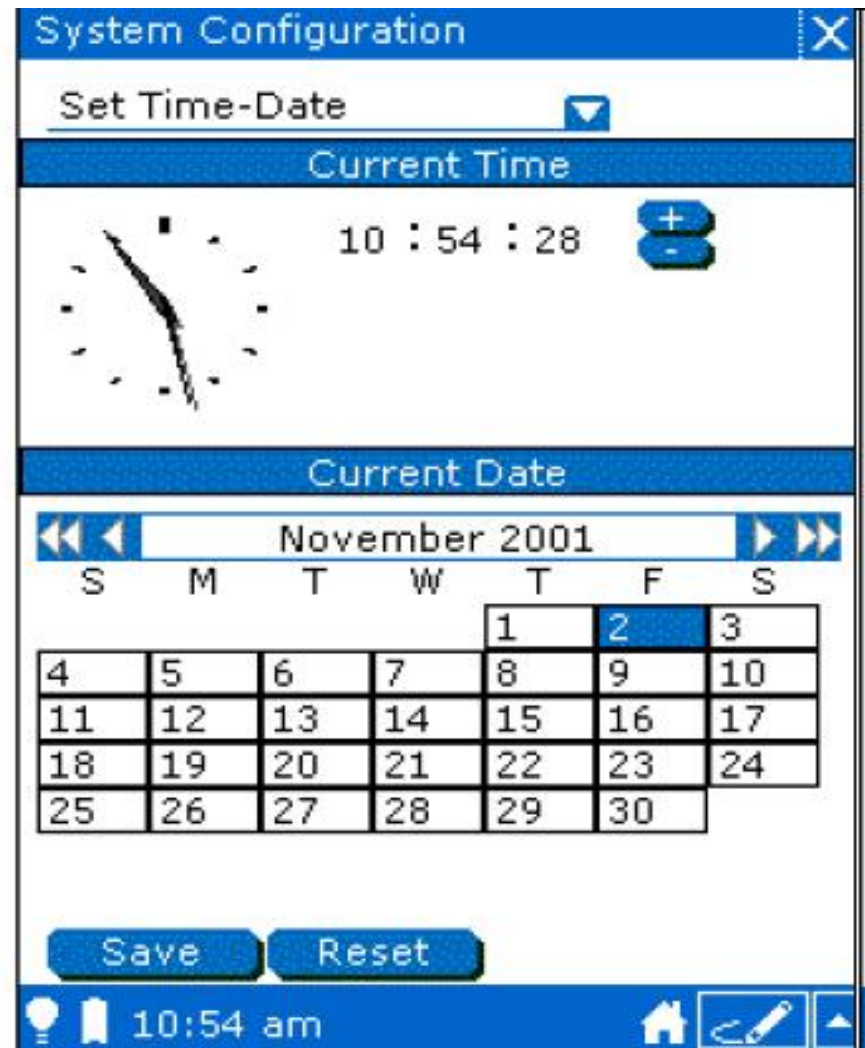 System Configuration
Set Time-Date
Current Time
10 : 54 : 28 + -
Current Date
November 2001
S M T W T F S
1 2 3
4 5 6 7 8 9 10
11 12 13 14 15 16 17
18 19 20 21 22 23 24
25 26 27 28 29 30
Save Reset
10:54 am